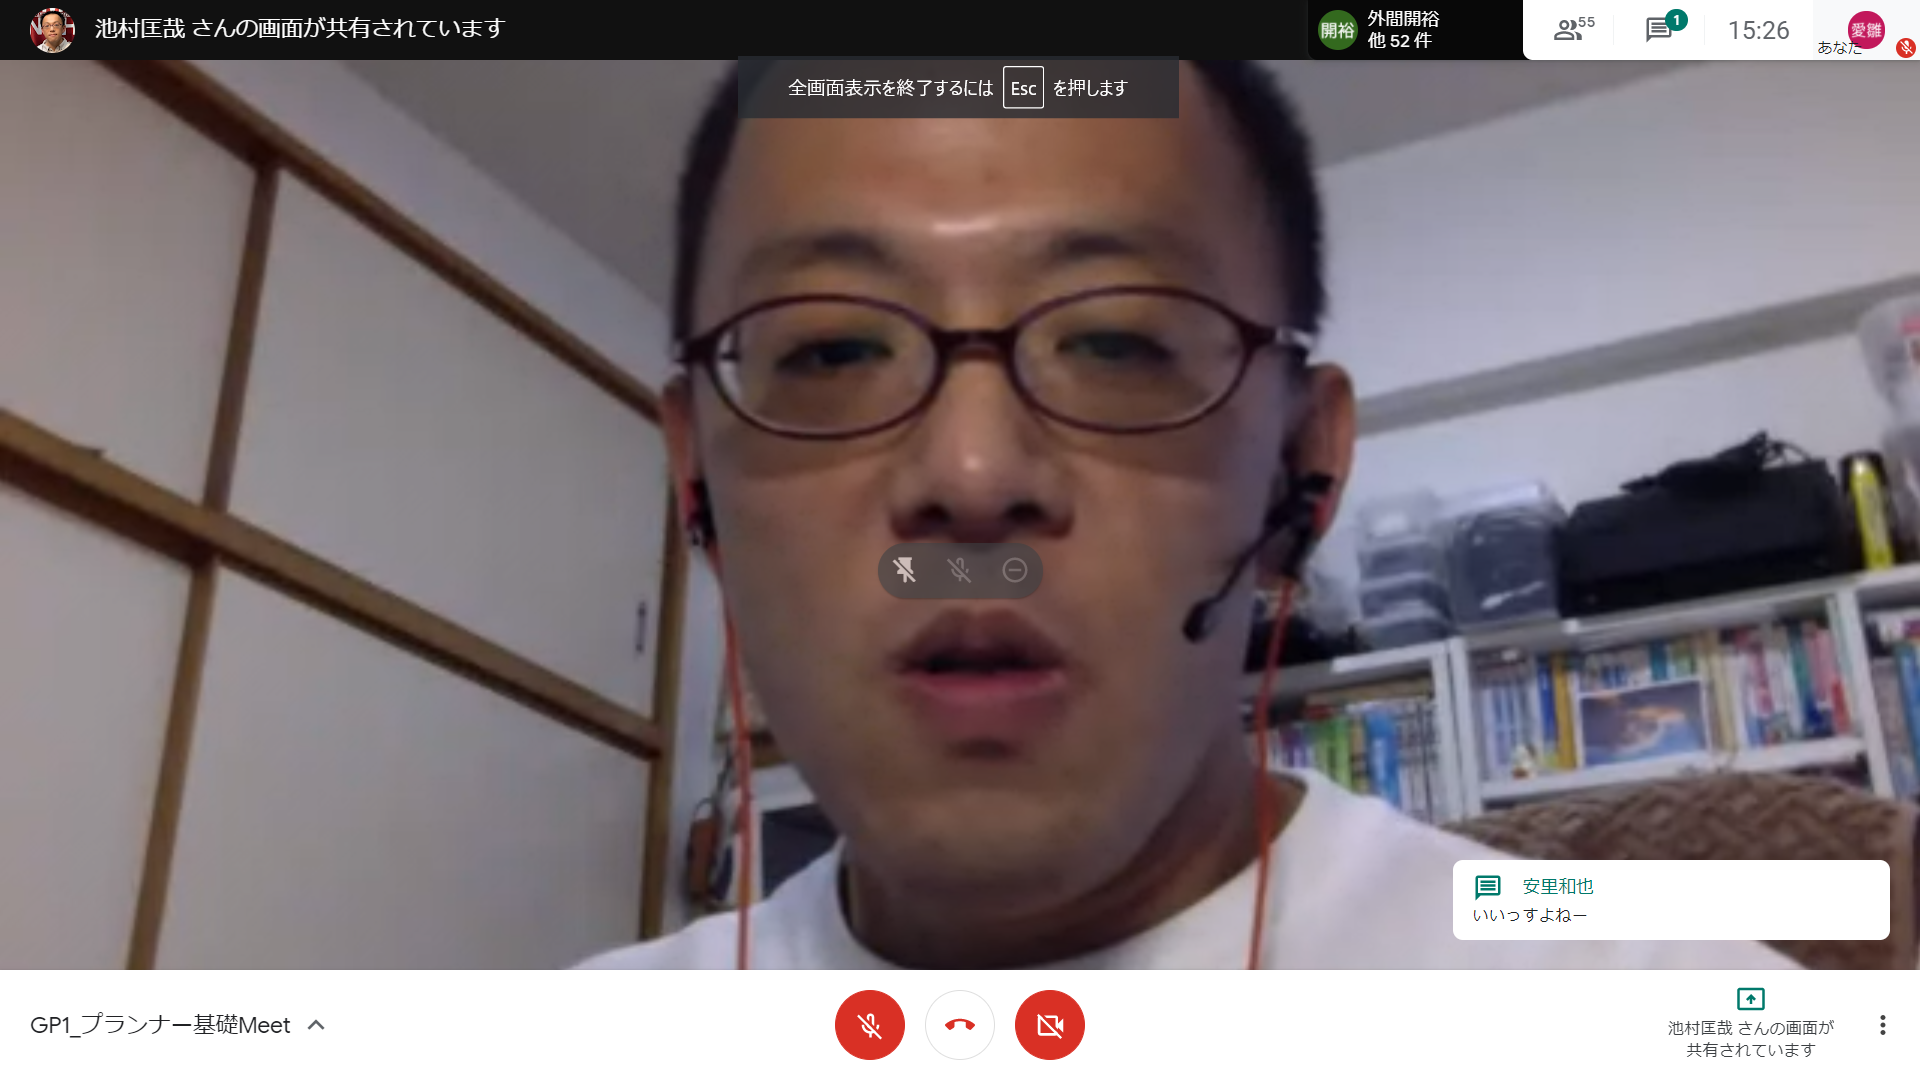 池村匡哉 さんの画面が共有されています
開裕
外間開裕
他 52 件
55
1
15:26
愛雛
あなた
全画面表示を終了するには Esc を押します
安里和也
いいっすよねー
GP1_プランナー基礎Meet
池村匡哉 さんの画面が
共有されています